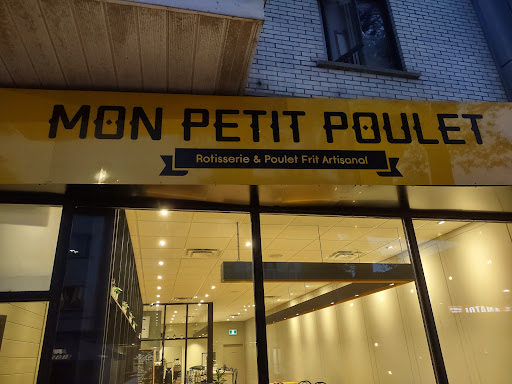 MON PETIT POULET
Rotisserie & Poulet Frit Artisanal